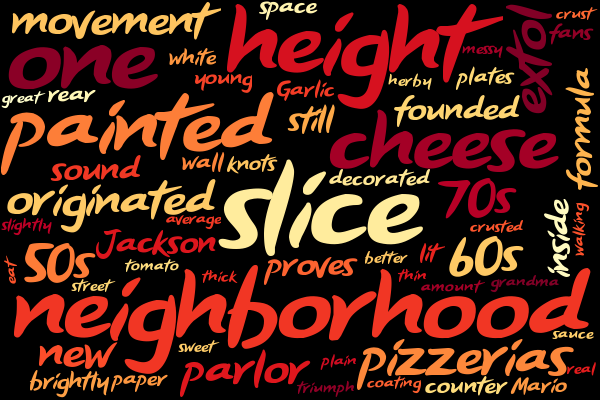 movement
space
height
extol
crust
fans
one
white
young
messy
Garlic
herby
plates
great
rear
painted
still
founded
formula
cheese
sound
wall
knots
decorated
originated
average
slice
70s
inside
walking
slightly
Jackson
crusted
eat
50s
tomato
proves
better
lit
60s
street
thick
thin
amount
grandma
neighborhood
sauce
new
sweet
parlor
plain
pizzerias
real
brightly
paper
triumph
coating
counter
Mario